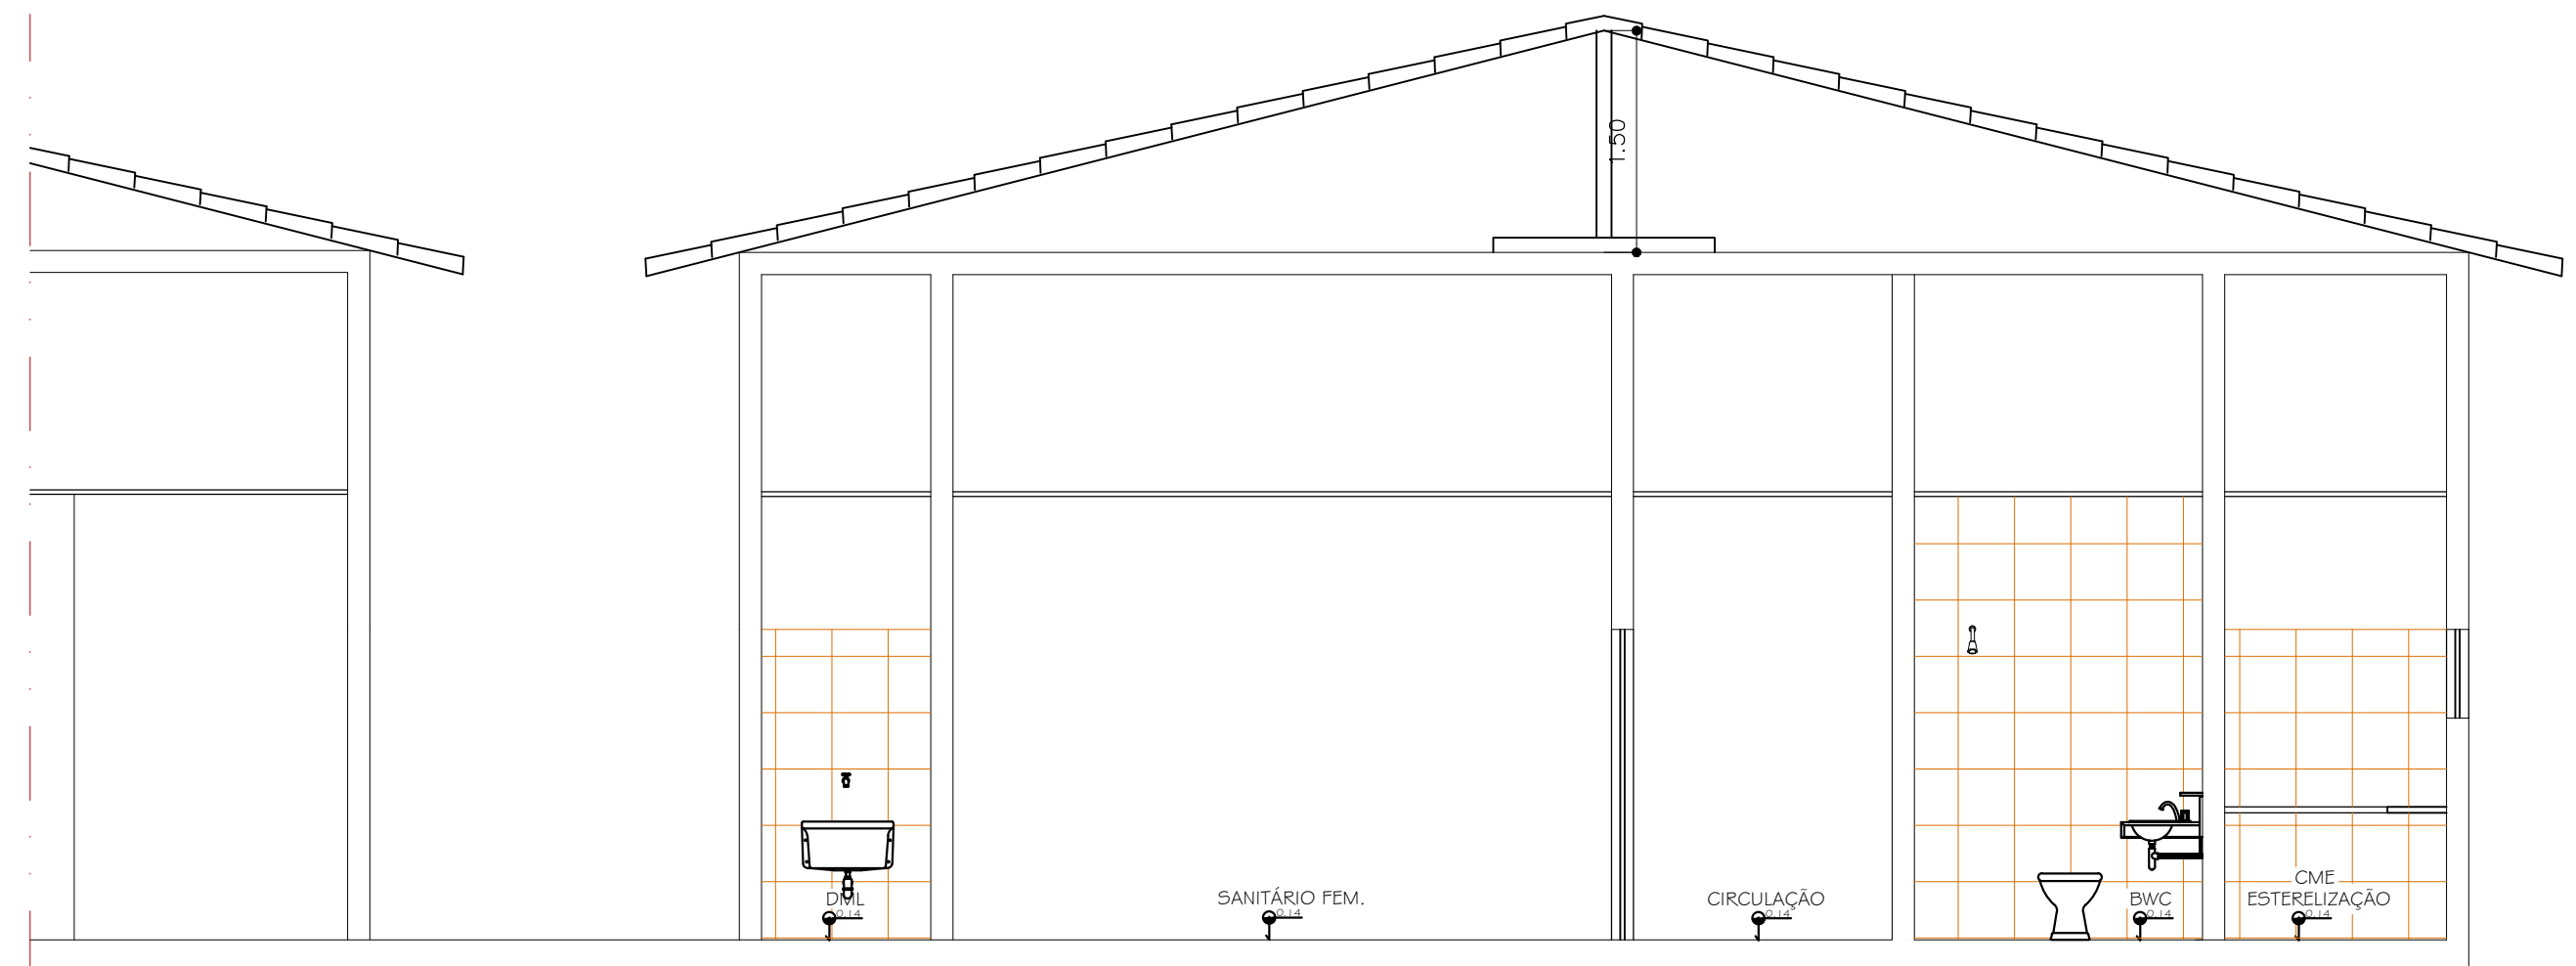 1.50
DML
0.14
SANITÁRIO FEM.
0.14
CIRCULAÇÃO
0.14
BWC
0.14
CME
ESTERELIZAÇÃO
0.14